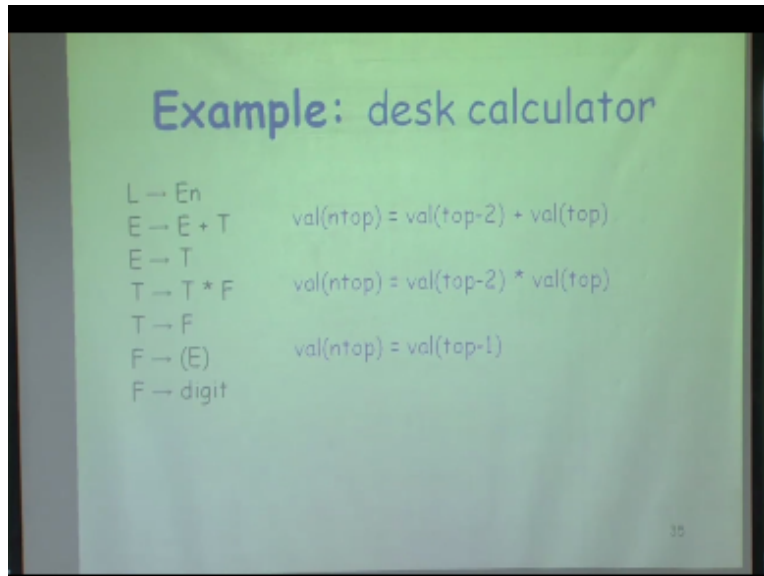 Example: desk calculator
L → En
E → E + T val(ntop) = val(top-2) + val(top)
E → T
T → T * F val(ntop) = val(top-2) * val(top)
T → F
F → (E) val(ntop) = val(top-1)
F → digit
35